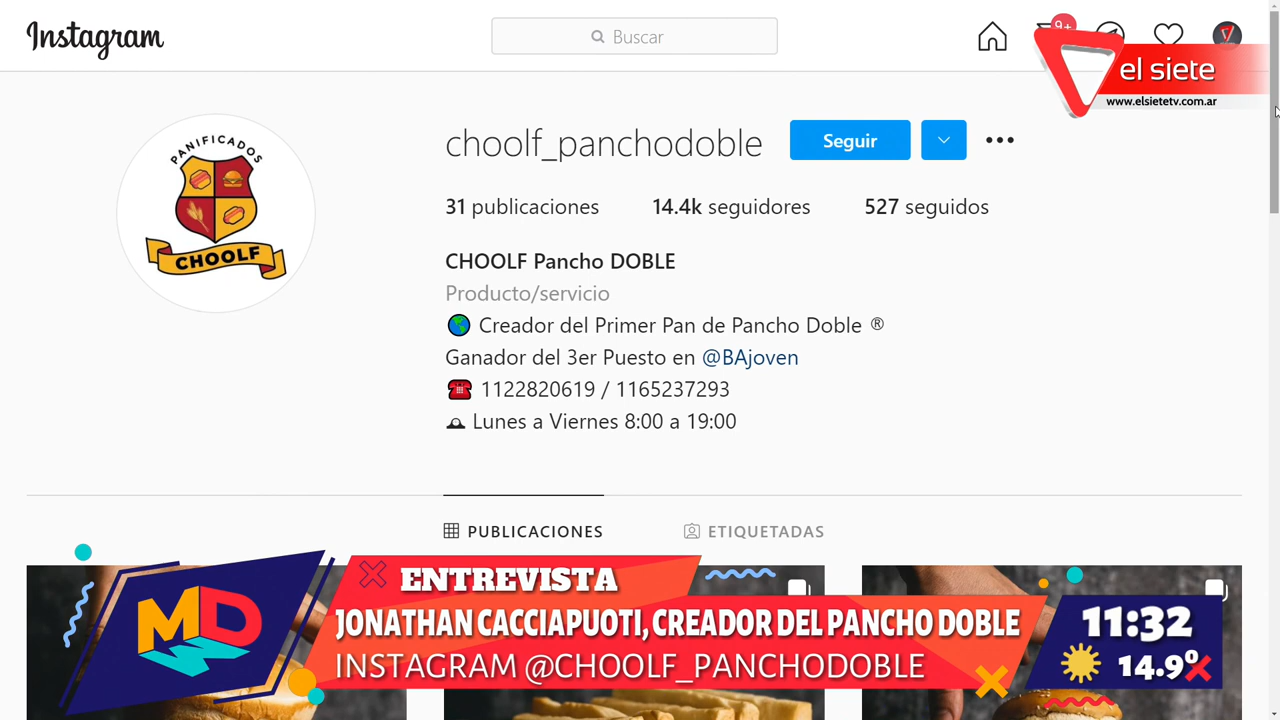 Instagram
Buscar
9+
el siete
www.elsietetv.com.ar
PANIFICADOS
CHOOLF
choolf_panchodoble
Seguir
31 publicaciones
14.4k seguidores
527 seguidos
CHOOLF Pancho DOBLE
Producto/servicio
🌎 Creador del Primer Pan de Pancho Doble ®
Ganador del 3er Puesto en @BAjoven
☎️ 1122820619 / 1165237293
🕳 Lunes a Viernes 8:00 a 19:00
PUBLICACIONES
ETIQUETADAS
MD
ENTREVISTA
JONATHAN CACCIAPUOTI, CREADOR DEL PANCHO DOBLE
INSTAGRAM @CHOOLF_PANCHODOBLE
11:32
14.9º